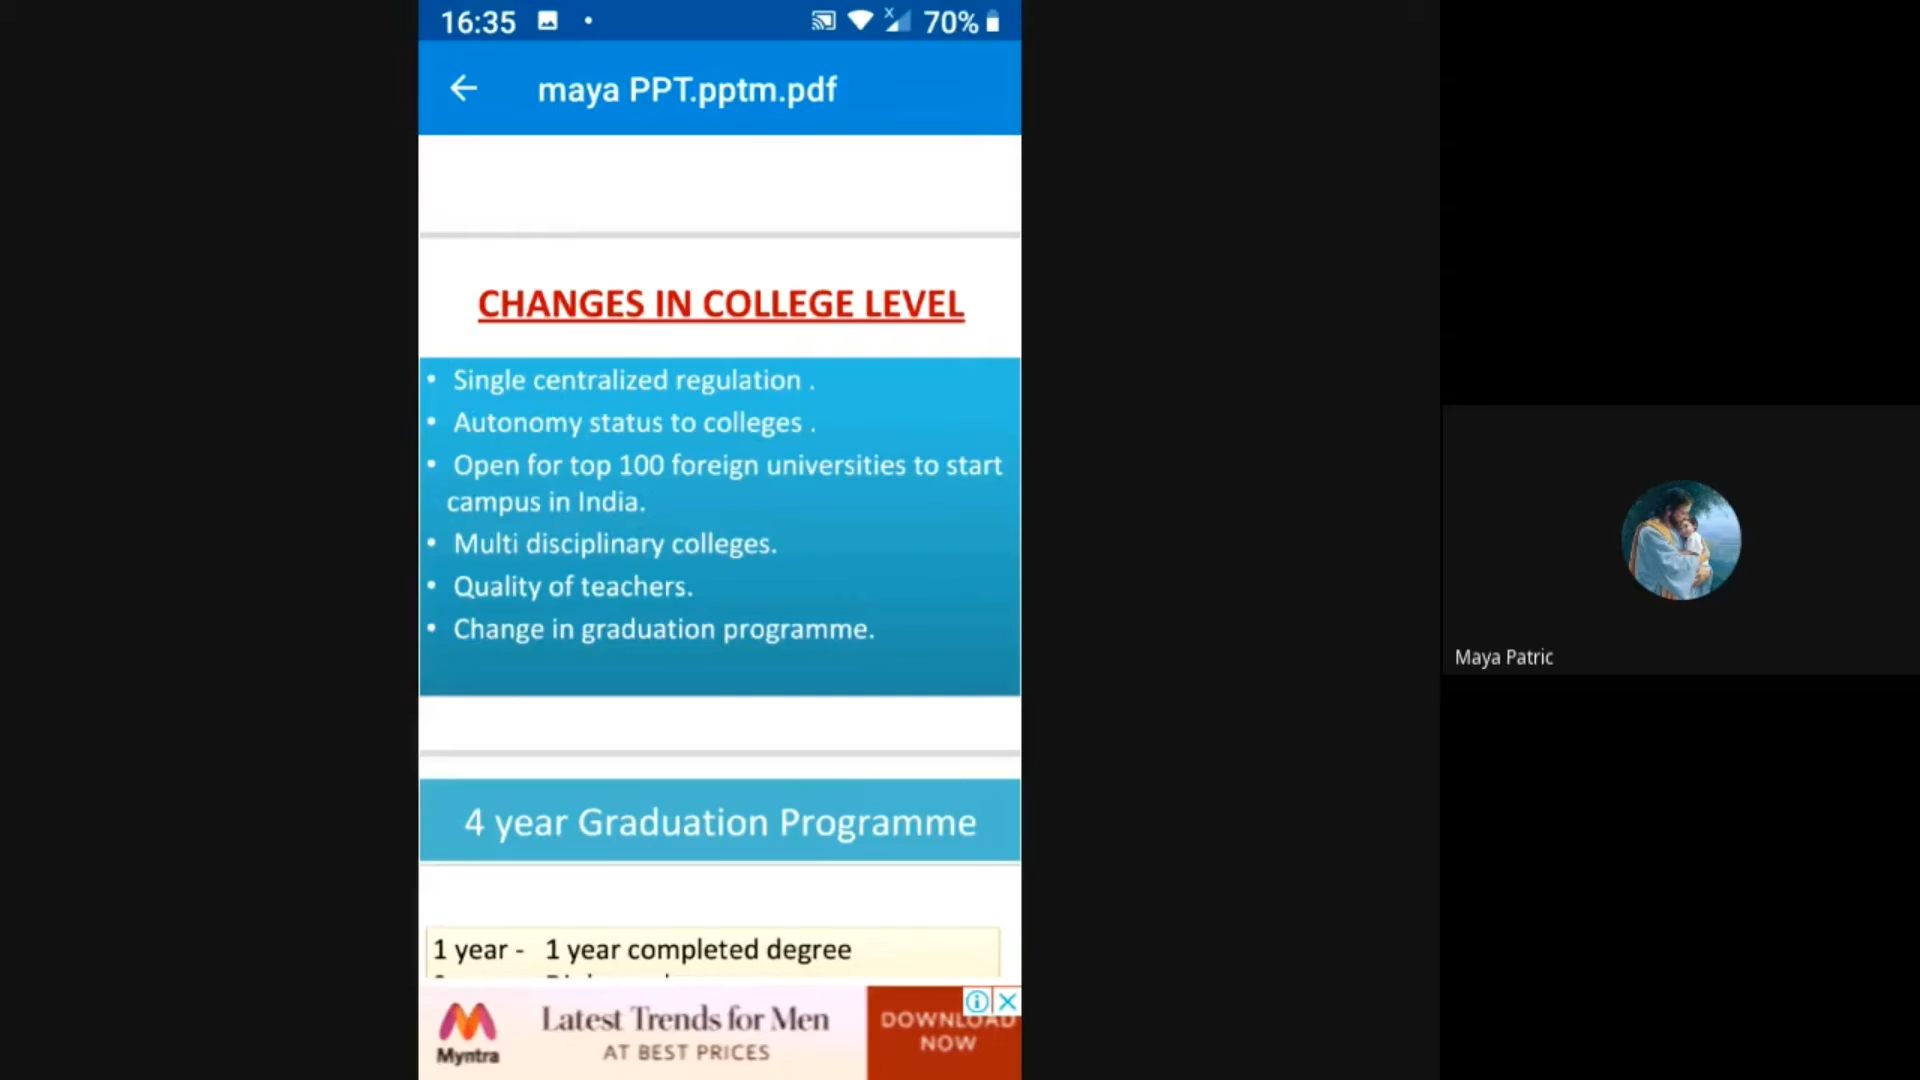 16:35
70%
maya PPT.pptm.pdf
CHANGES IN COLLEGE LEVEL
• Single centralized regulation .
• Autonomy status to colleges .
• Open for top 100 foreign universities to start
campus in India.
• Multi disciplinary colleges.
• Quality of teachers.
• Change in graduation programme.
4 year Graduation Programme
1 year - 1 year completed degree
Myntra
Latest Trends for Men
AT BEST PRICES
DOWNLOAD
NOW
Maya Patric